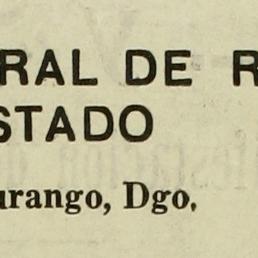 RAL DE R
STADO
urango, Dgo.